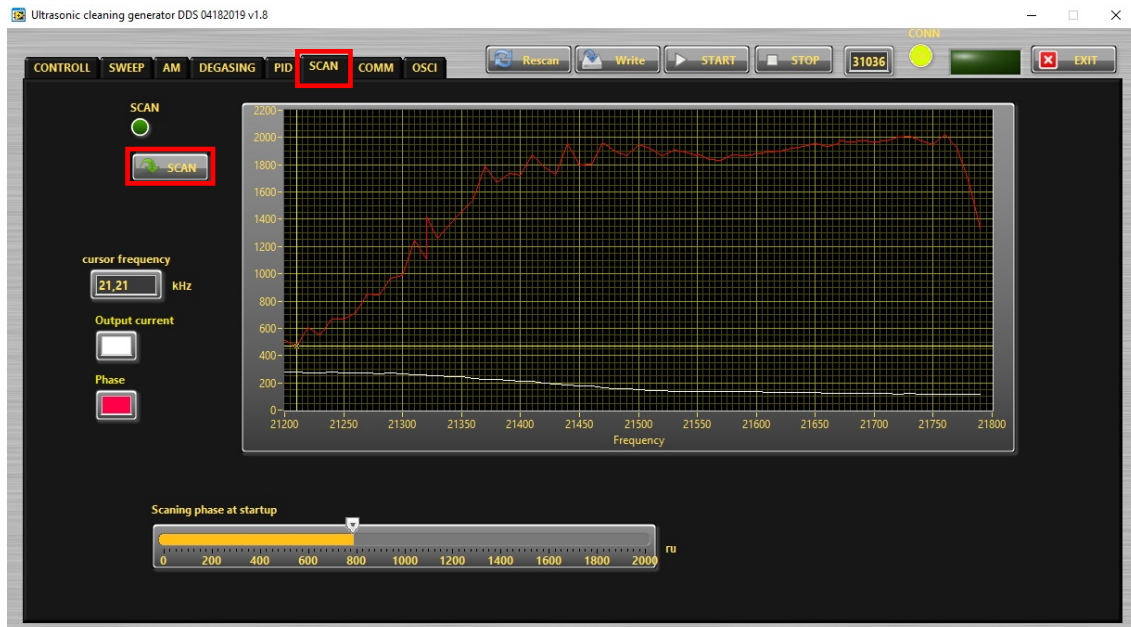 Ultrasonic cleaning generator DDS 04182019 v1.8
CONN
CONTROLL SWEEP AM DEGASING PID SCAN COMM OSCI
Rescan Write START STOP 31036 EXIT
SCAN
SCAN
cursor frequency
21,21 kHz
Output current
Phase
2200
2000
1800
1600
1400
1200
1000
800
600
400
200
0
21200 21250 21300 21350 21400 21450 21500 21550 21600 21650 21700 21750 21800
Frequency
Scaning phase at startup
0 200 400 600 800 1000 1200 1400 1600 1800 2000
ru